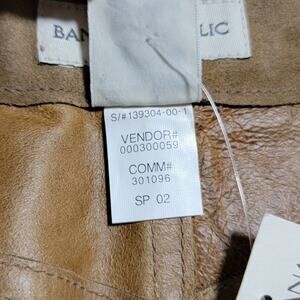 BAN LIC
S/#139304-00-1
VENDOR#
000300059
COMM#
301096
SP 02